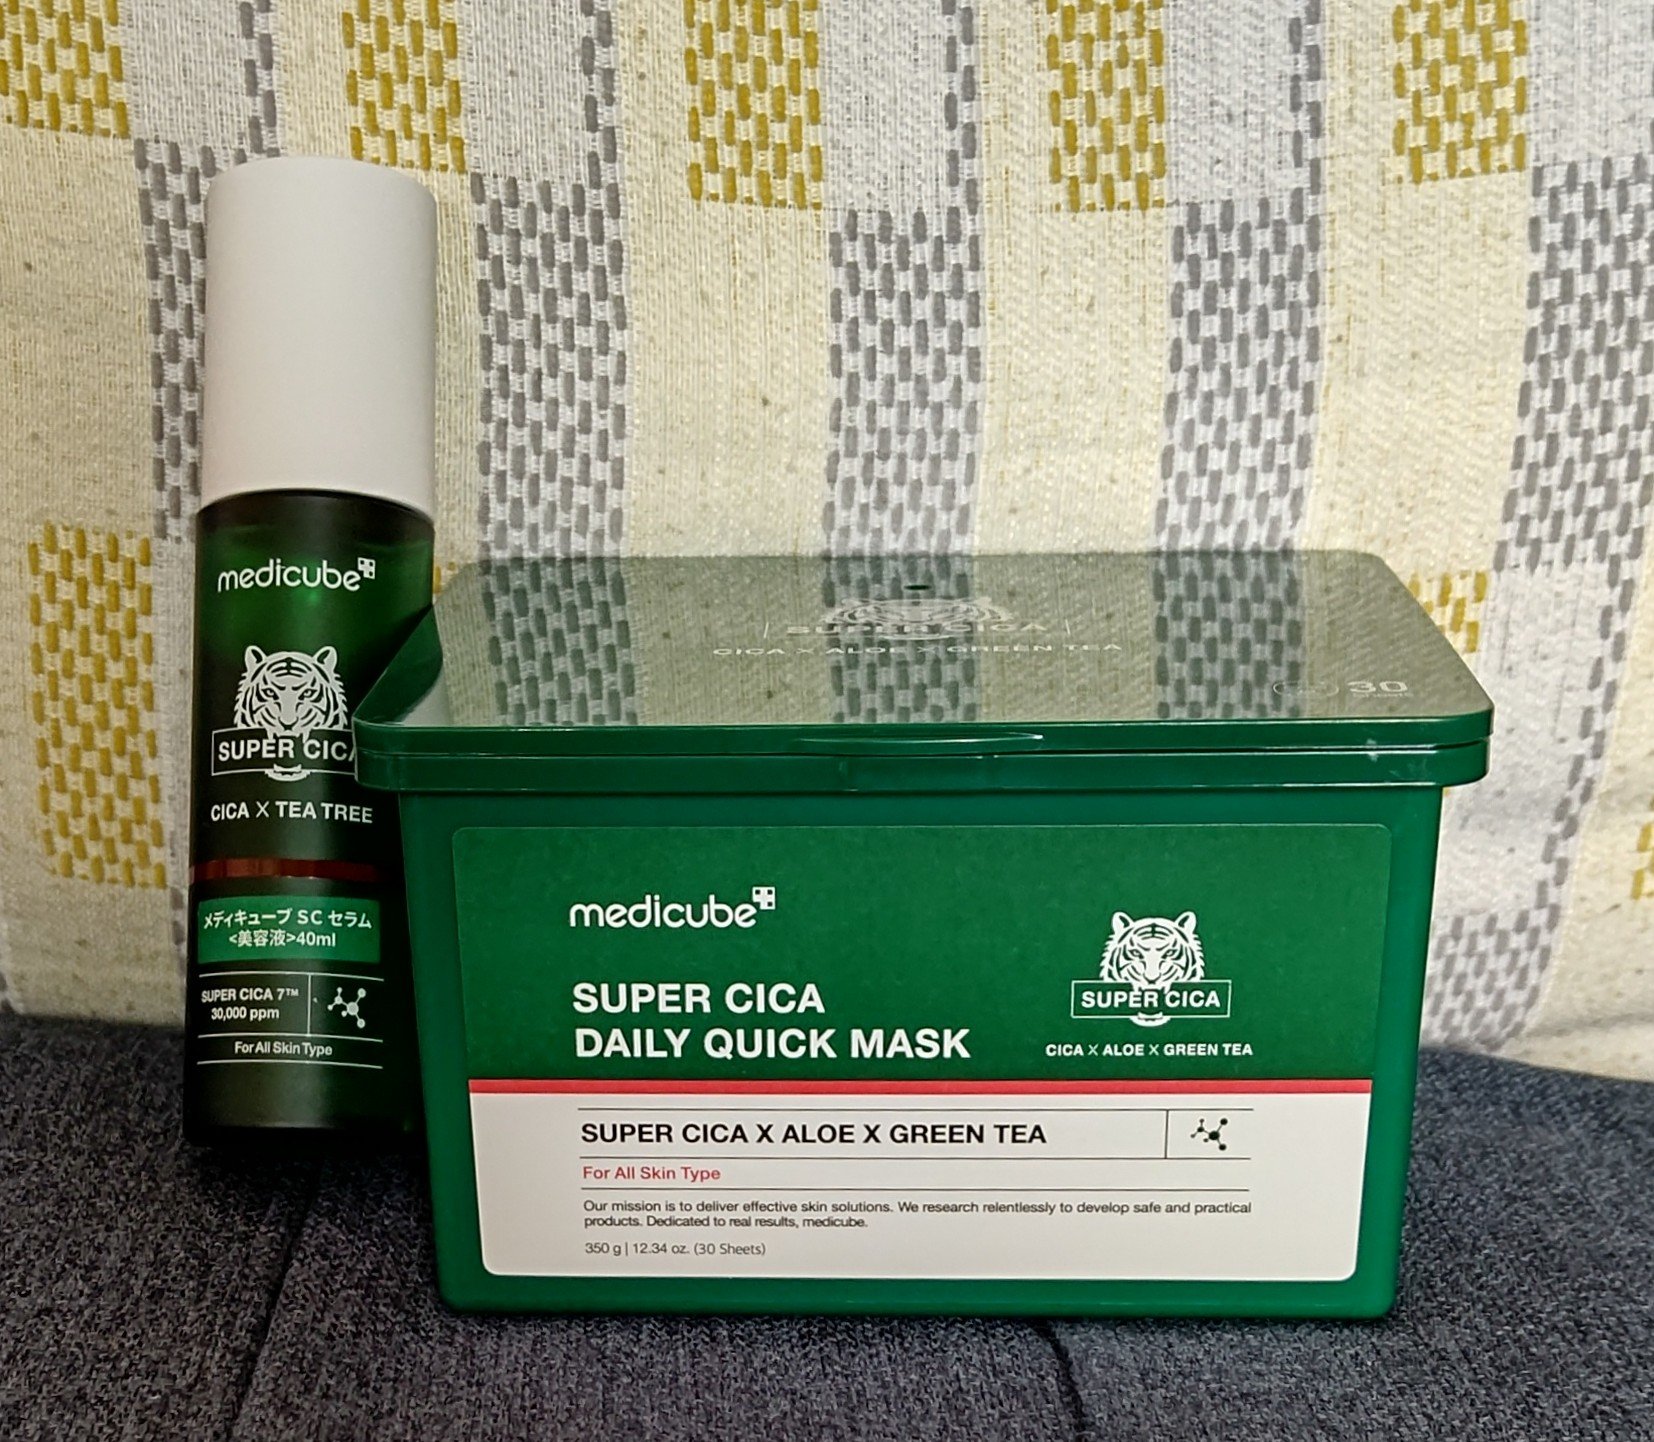 medicube
SUPER CICA
CICA X TEA TREE
メディキューブ SC セラム
<美容液>40ml
SUPER CICA 7™
30,000 ppm
For All Skin Type
SUPER CICA
CICA X ALOE X GREEN TEA
30
medicube
SUPER CICA
DAILY QUICK MASK
SUPER CICA
CICA X ALOE X GREEN TEA
SUPER CICA X ALOE X GREEN TEA
For All Skin Type
Our mission is to deliver effective skin solutions. We research relentlessly to develop safe and practical
products. Dedicated to real results, medicube.
350 g | 12.34 oz. (30 Sheets)